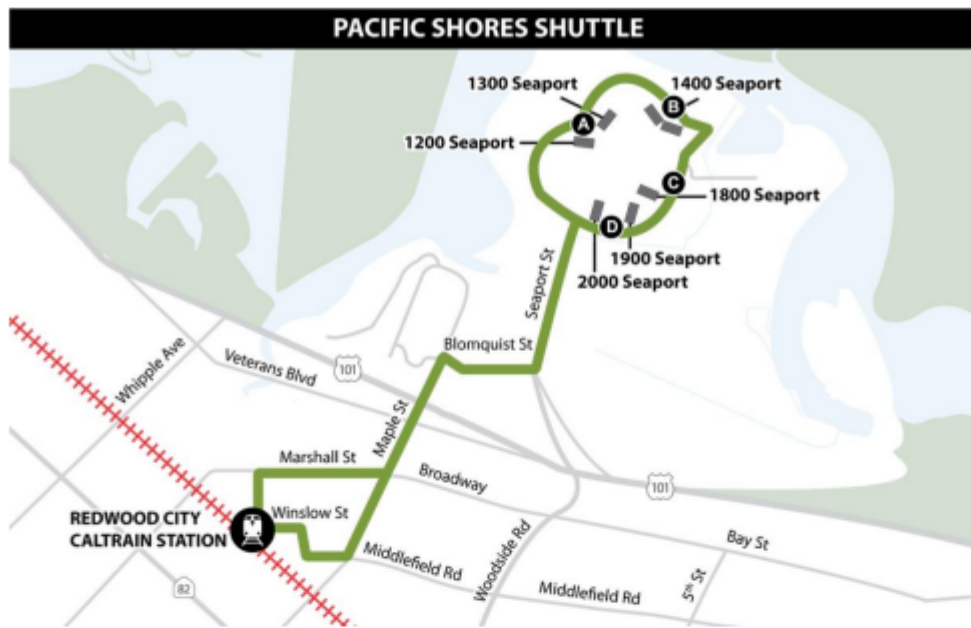 PACIFIC SHORES SHUTTLE
1300 Seaport
1400 Seaport
B
A
1200 Seaport
C
1800 Seaport
D
1900 Seaport
2000 Seaport
Seaport St
Blomquist St
Whipple Ave
Veterans Blvd
101
Maple St
Marshall St
Broadway
101
REDWOOD CITY
CALTRAIN STATION
Winslow St
Woodside Rd
Bay St
Middlefield Rd
82
Middlefield Rd
5th St